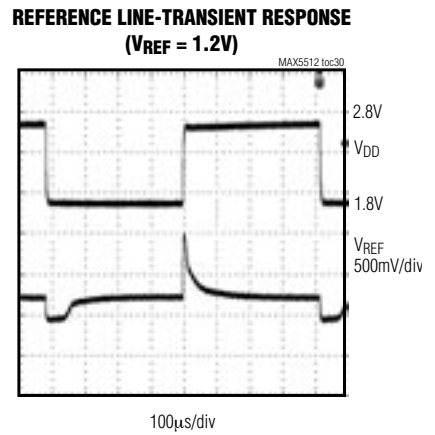 REFERENCE LINE-TRANSIENT RESPONSE
(VREF = 1.2V)
MAX5512 toc30
2.8V
VDD
1.8V
VREF
500mV/div
100μs/div